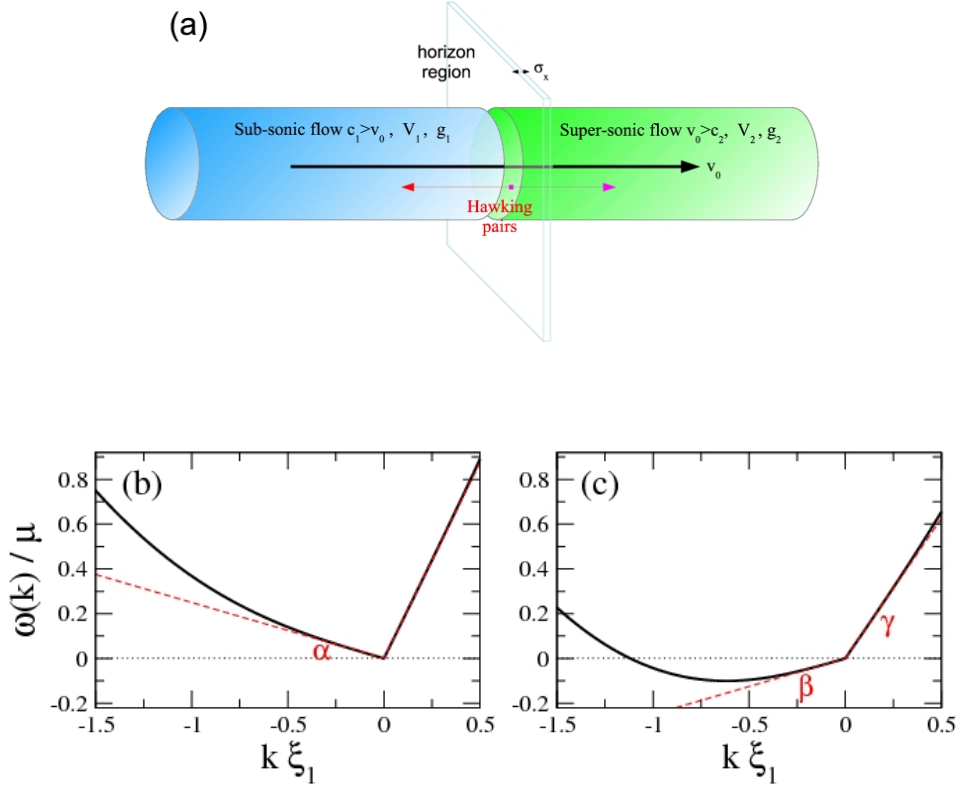 (a)
horizon
region
σₓ
Sub-sonic flow c₁>v₀ , V₁ , g₁
Super-sonic flow v₀>c₂, V₂, g₂
v₀
Hawking
pairs
ω(k) / μ
(b)
0.8
0.6
0.4
0.2
0
-0.2
α
-1.5 -1 -0.5 0 0.5
k ξ₁
(c)
0.8
0.6
0.4
0.2
0
-0.2
γ
β
-1.5 -1 -0.5 0 0.5
k ξ₁